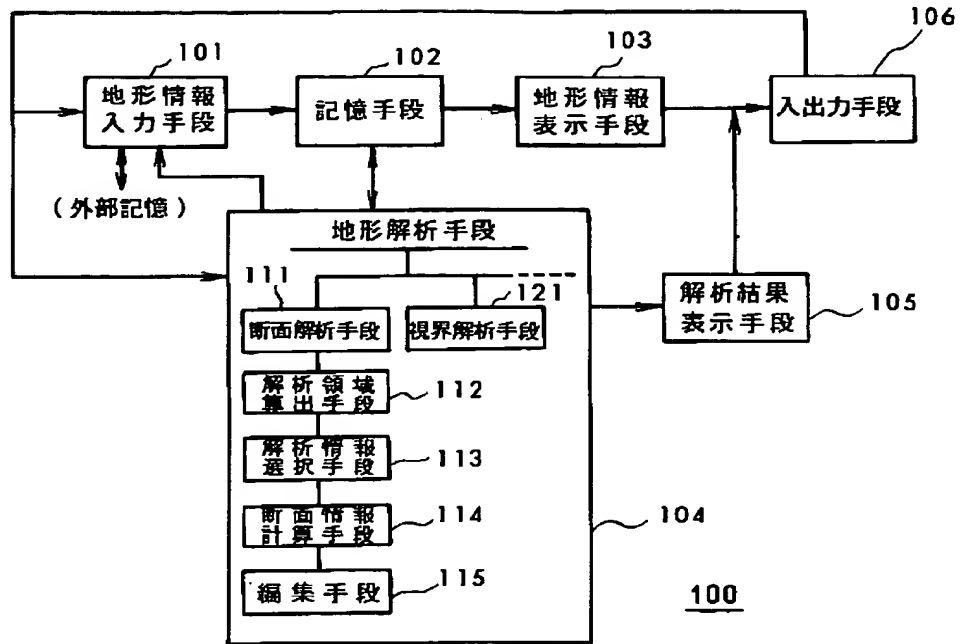 101
102
103
106
地形情報
入力手段
記憶手段
地形情報
表示手段
入出力手段
(外部記憶)
地形解析手段
111
121
断面解析手段
視界解析手段
解析結果
表示手段
105
解析領域
算出手段
112
解析情報
選択手段
113
断面情報
計算手段
114
104
編集手段
115
100